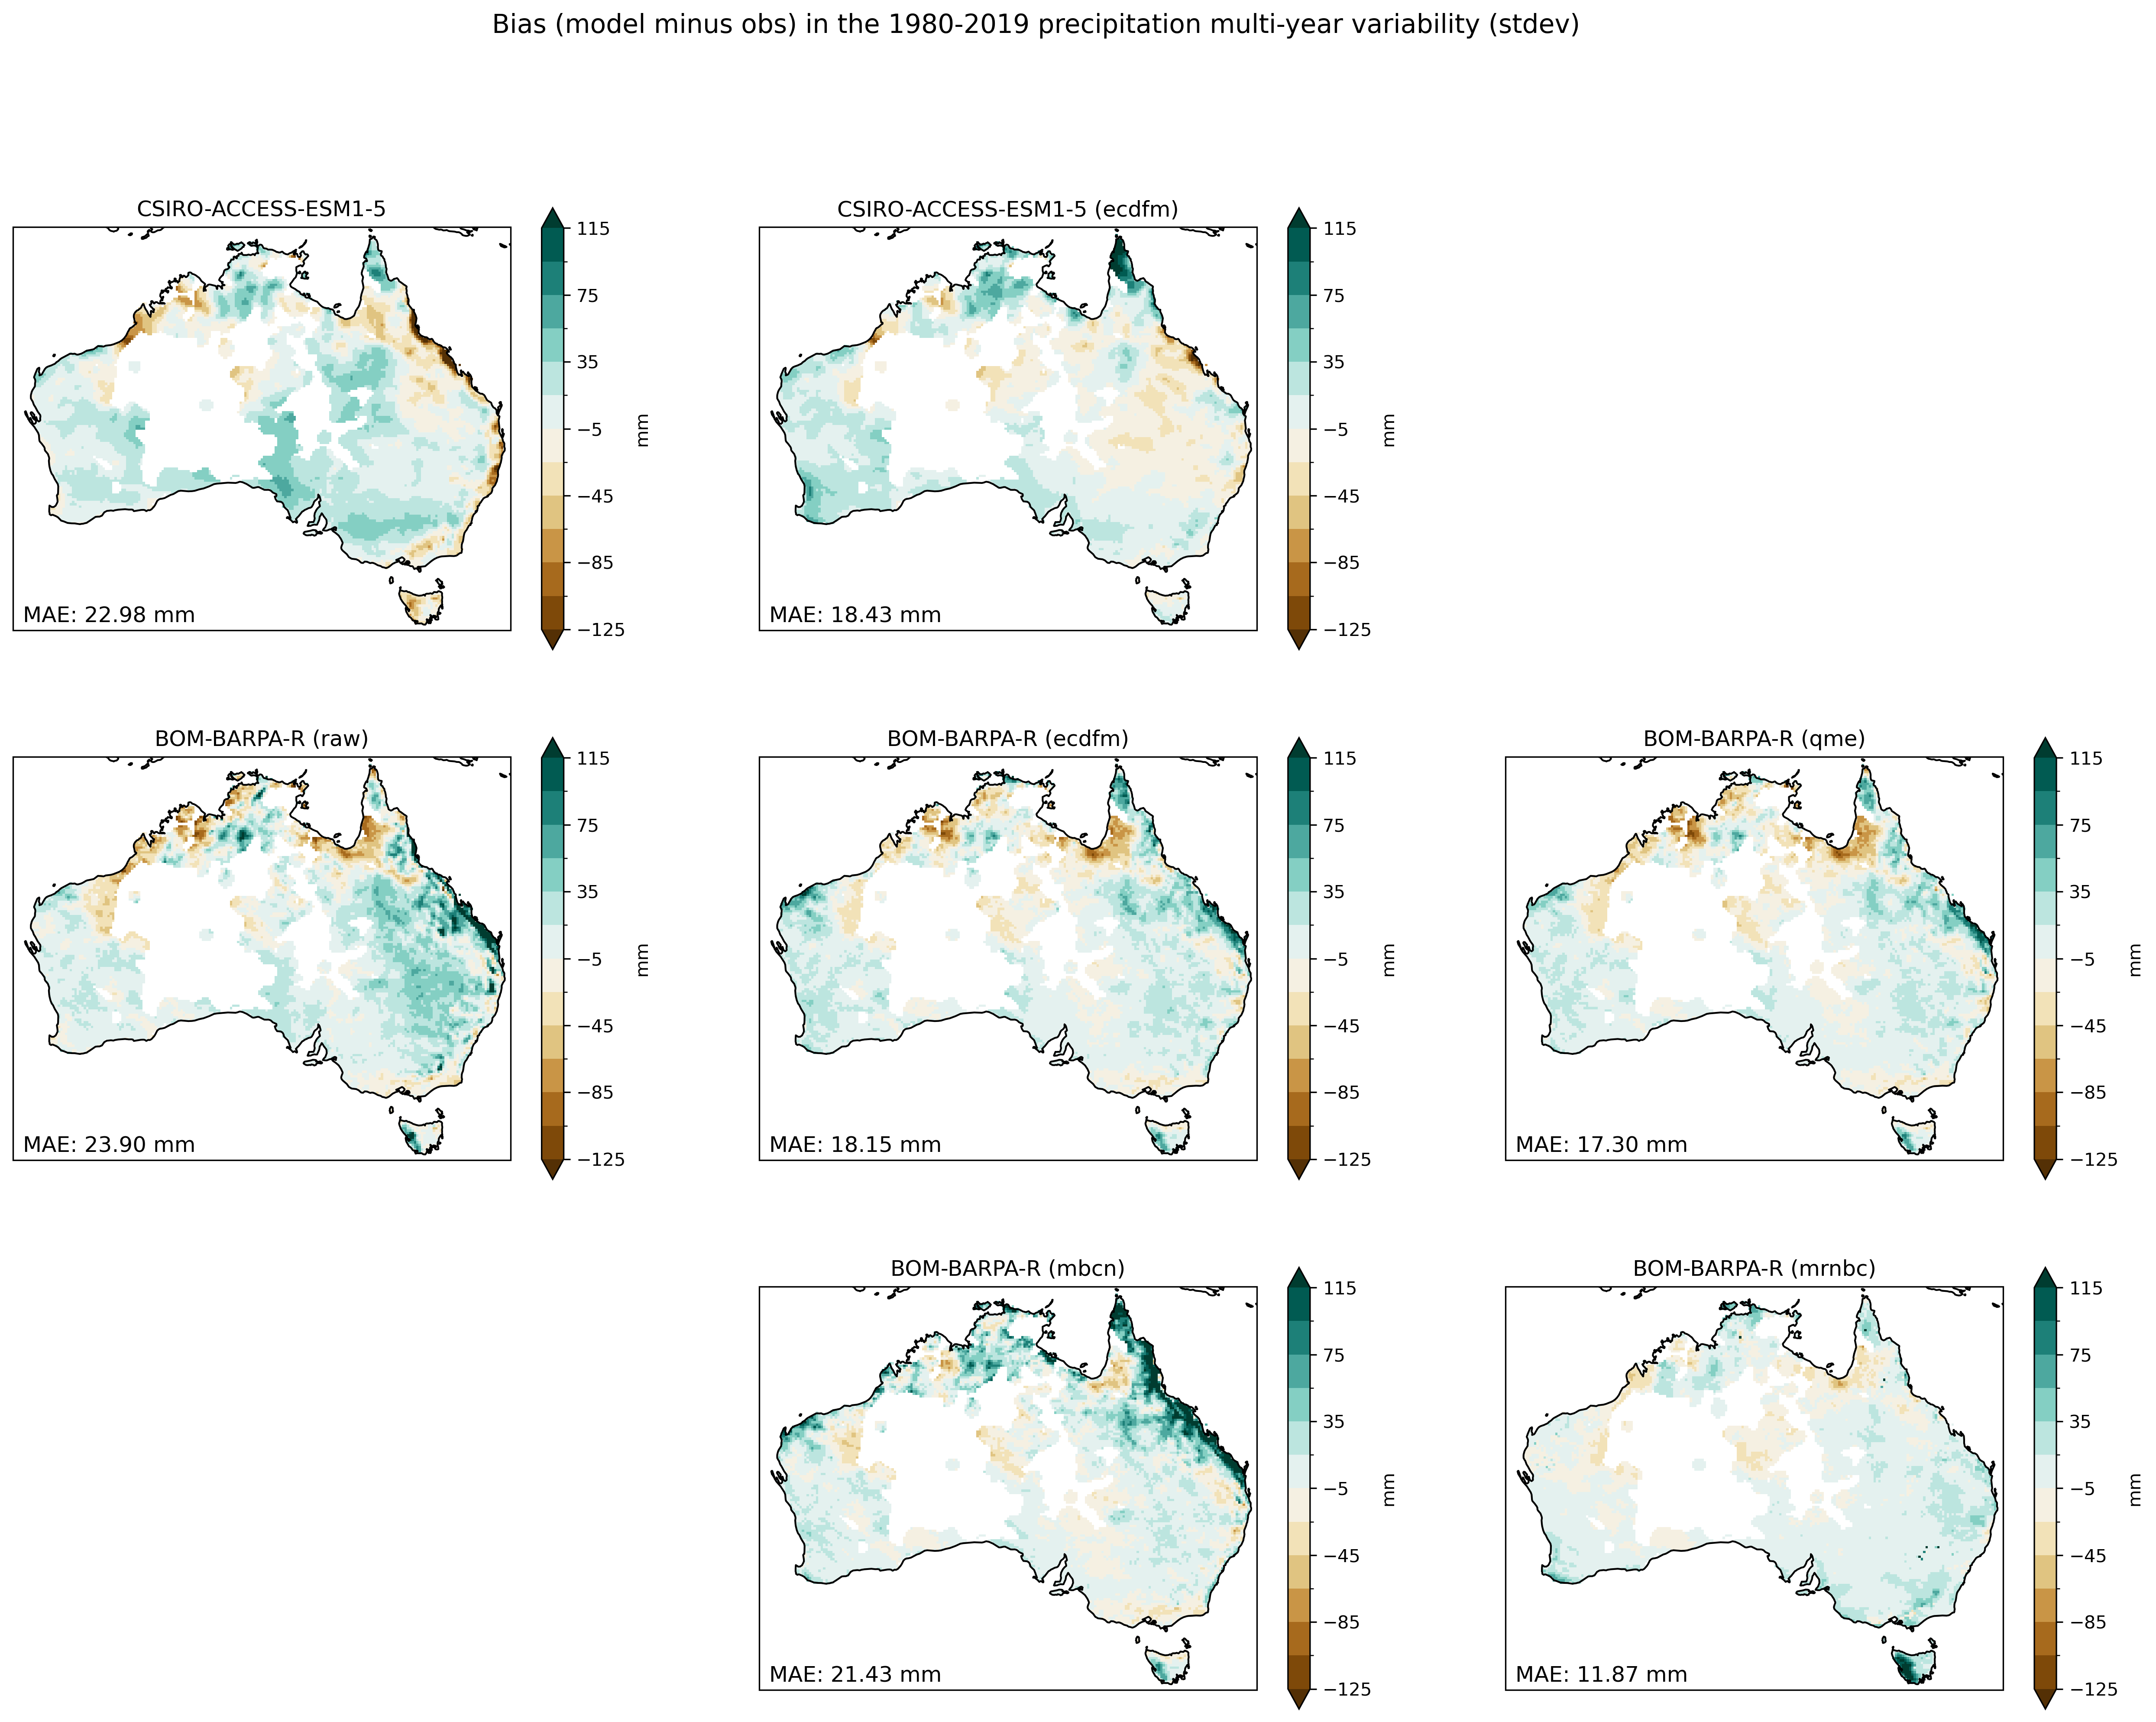 Bias (model minus obs) in the 1980-2019 precipitation multi-year variability (stdev)
CSIRO-ACCESS-ESM1-5
115
75
35
−5
−45
−85
−125
mm
MAE: 22.98 mm
CSIRO-ACCESS-ESM1-5 (ecdfm)
115
75
35
−5
−45
−85
−125
mm
MAE: 18.43 mm
BOM-BARPA-R (raw)
115
75
35
−5
−45
−85
−125
mm
MAE: 23.90 mm
BOM-BARPA-R (ecdfm)
115
75
35
−5
−45
−85
−125
mm
MAE: 18.15 mm
BOM-BARPA-R (qme)
115
75
35
−5
−45
−85
−125
mm
MAE: 17.30 mm
BOM-BARPA-R (mbcn)
115
75
35
−5
−45
−85
−125
mm
MAE: 21.43 mm
BOM-BARPA-R (mrnbc)
115
75
35
−5
−45
−85
−125
mm
MAE: 11.87 mm